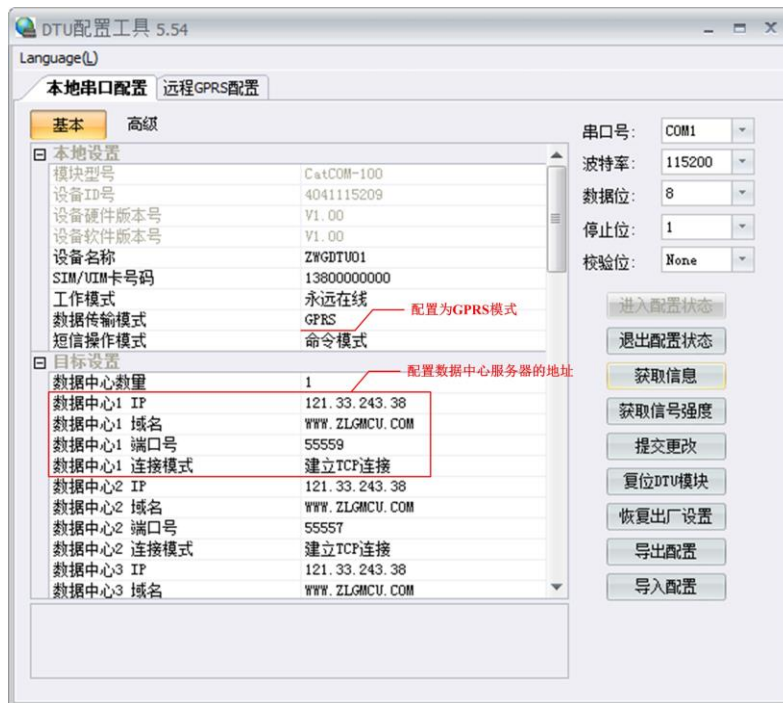 DTU配置工具 5.54
Language(L)
本地串口配置 远程GPRS配置
基本 高级
本地设置
模块型号 CatCOM-100
设备ID号 4041115209
设备硬件版本号 V1.00
设备软件版本号 V1.00
设备名称 ZWGDTU01
SIM/UIM卡号码 13800000000
工作模式 永远在线
数据传输模式 GPRS
配置为GPRS模式
短信操作模式 命令模式
目标设置
配置数据中心服务器的地址
数据中心数量 1
数据中心1 IP 121.33.243.38
数据中心1 域名 WWW.ZLGMCU.COM
数据中心1 端口号 55559
数据中心1 连接模式 建立TCP连接
数据中心2 IP 121.33.243.38
数据中心2 域名 WWW.ZLGMCU.COM
数据中心2 端口号 55557
数据中心2 连接模式 建立TCP连接
数据中心3 IP 121.33.243.38
数据中心3 域名 WWW.ZLGMCU.COM
串口号: COM1
波特率: 115200
数据位: 8
停止位: 1
校验位: None
进入配置状态
退出配置状态
获取信息
获取信号强度
提交更改
复位DTU模块
恢复出厂设置
导出配置
导入配置